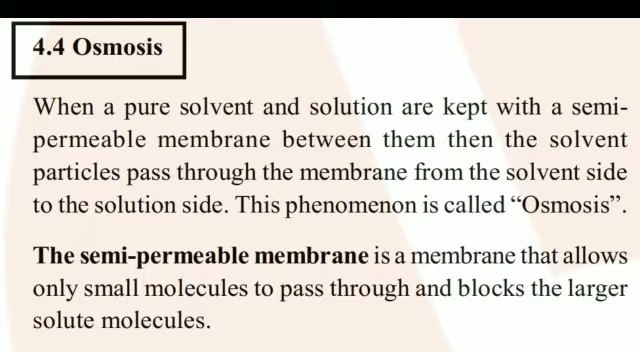 4.4 Osmosis
When a pure solvent and solution are kept with a semi-
permeable membrane between them then the solvent
particles pass through the membrane from the solvent side
to the solution side. This phenomenon is called “Osmosis”.
The semi-permeable membrane is a membrane that allows
only small molecules to pass through and blocks the larger
solute molecules.